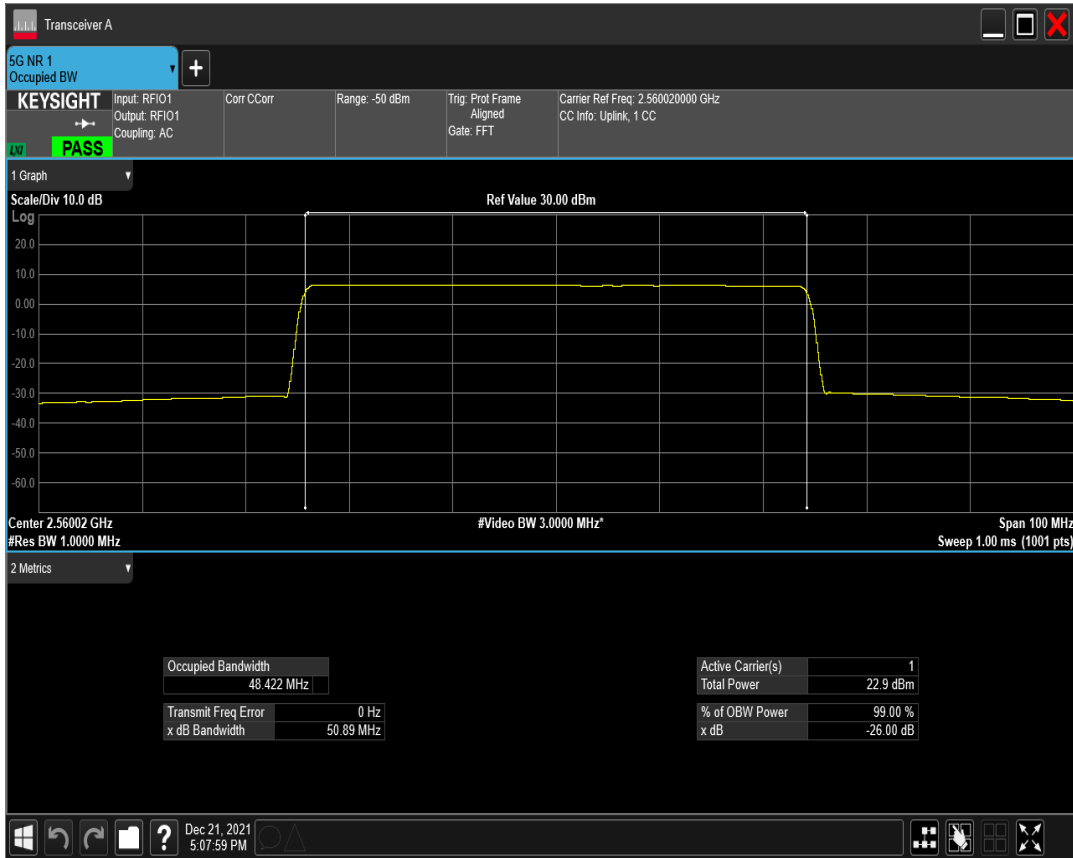 Transceiver A
5G NR 1
Occupied BW
KEYSIGHT
LXI
PASS
Input: RFIO1
Output: RFIO1
Coupling: AC
Corr CCorr
Range: -50 dBm
Trig: Prot Frame
Aligned
Gate: FFT
Carrier Ref Freq: 2.560020000 GHz
CC Info: Uplink, 1 CC
1 Graph
Scale/Div 10.0 dB
Ref Value 30.00 dBm
Log
20.0
10.0
0.00
-10.0
-20.0
-30.0
-40.0
-50.0
-60.0
Center 2.56002 GHz
#Video BW 3.0000 MHz*
Span 100 MHz
#Res BW 1.0000 MHz
Sweep 1.00 ms (1001 pts)
2 Metrics
Occupied Bandwidth
48.422 MHz
Transmit Freq Error 0 Hz
x dB Bandwidth 50.89 MHz
Active Carrier(s) 1
Total Power 22.9 dBm
% of OBW Power 99.00 %
x dB -26.00 dB
?
Dec 21, 2021
5:07:59 PM